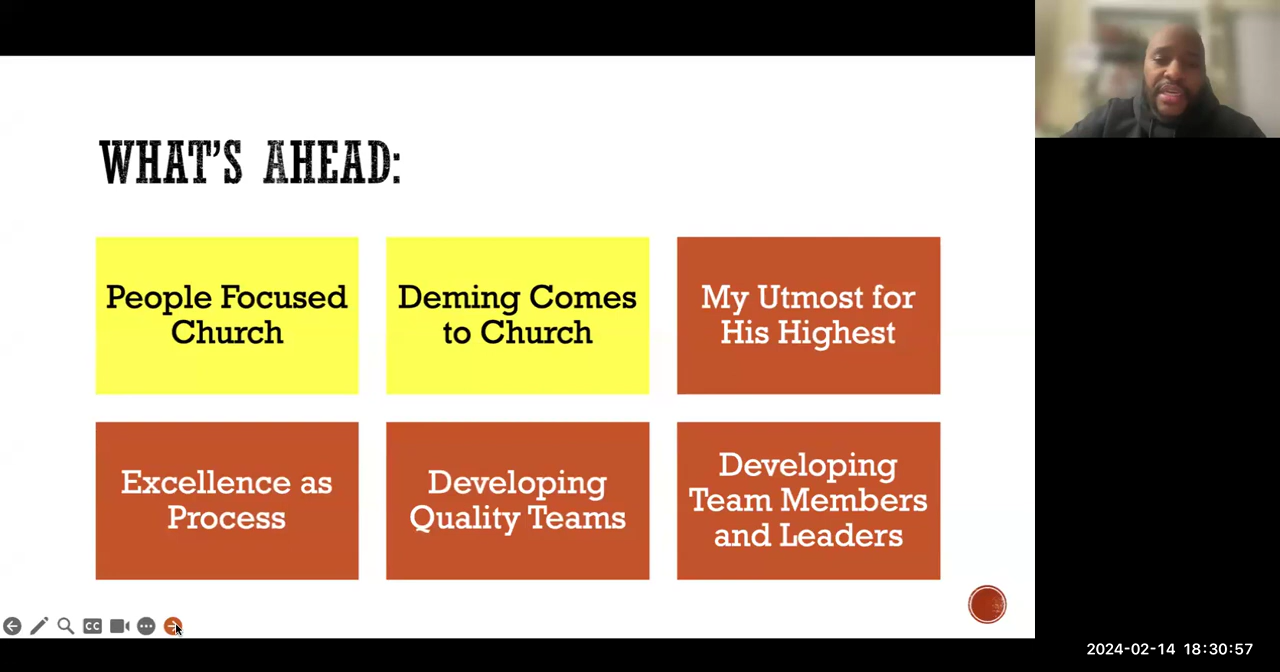 WHAT'S AHEAD:
People Focused
Church
Deming Comes
to Church
My Utmost for
His Highest
Excellence as
Process
Developing
Quality Teams
Developing
Team Members
and Leaders
CC
2024-02-14 18:30:57